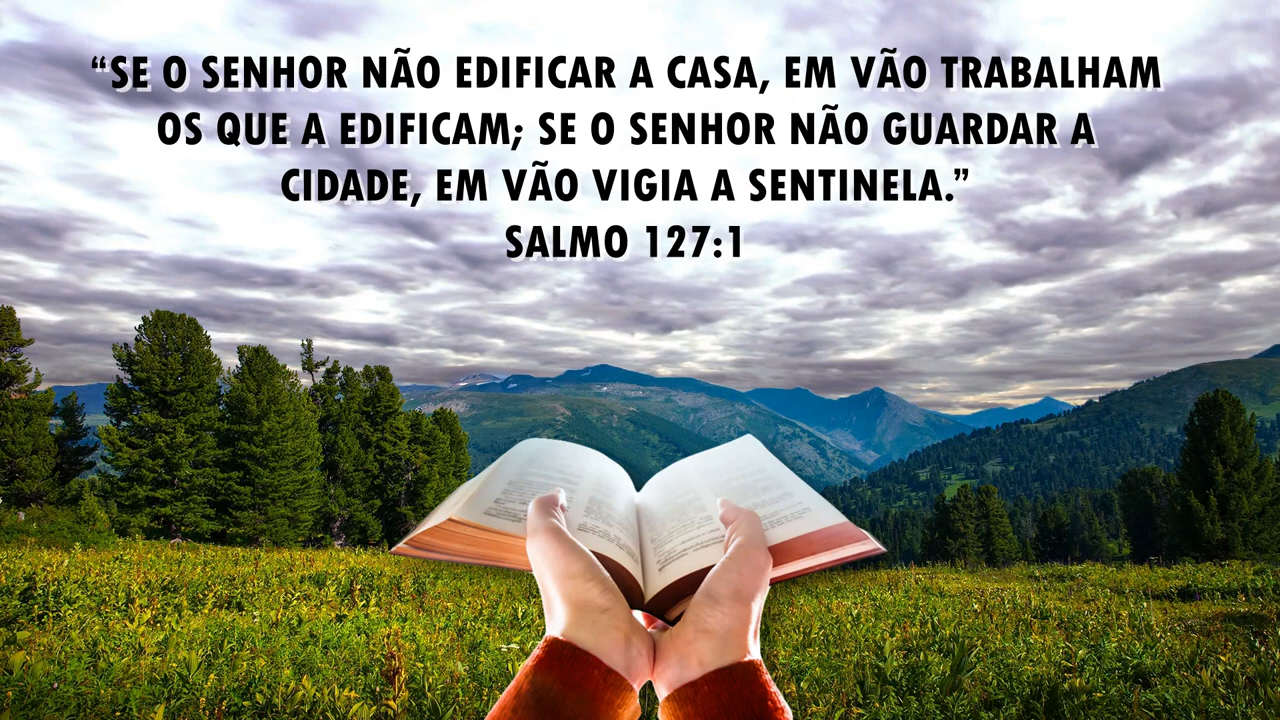 “SE O SENHOR NÃO EDIFICAR A CASA, EM VÃO TRABALHAM
OS QUE A EDIFICAM; SE O SENHOR NÃO GUARDAR A
CIDADE, EM VÃO VIGIA A SENTINELA.”
SALMO 127:1